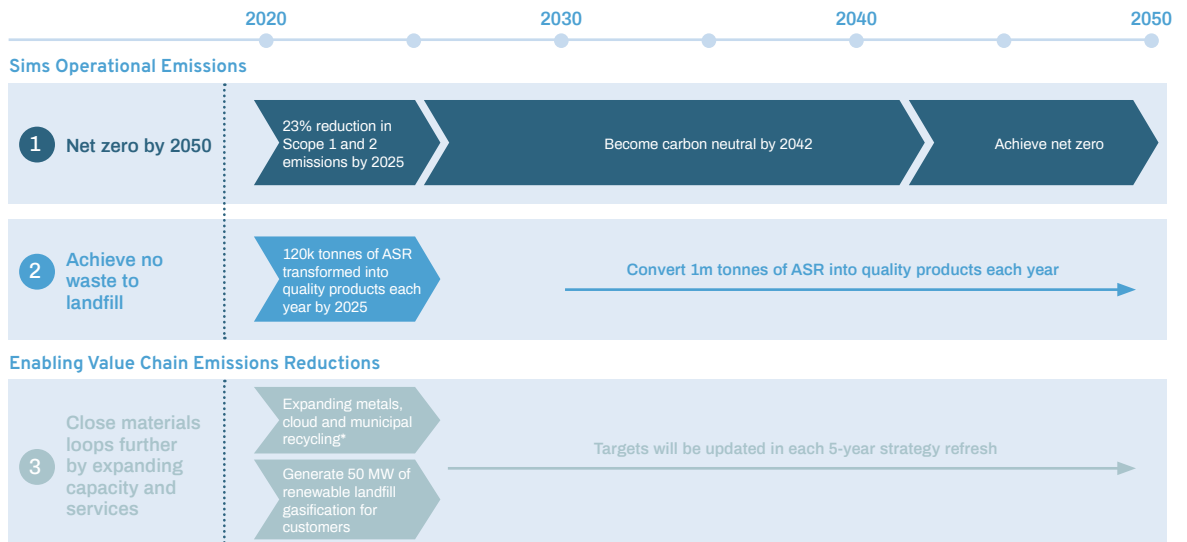 2020 2030 2040 2050
Sims Operational Emissions
1 Net zero by 2050
23% reduction in
Scope 1 and 2
emissions by 2025
Become carbon neutral by 2042
Achieve net zero
2 Achieve no
waste to
landfill
120k tonnes of ASR
transformed into
quality products each
year by 2025
Convert 1m tonnes of ASR into quality products each year
Enabling Value Chain Emissions Reductions
3 Close materials
loops further
by expanding
capacity and
services
Expanding metals,
cloud and municipal
recycling*
Generate 50 MW of
renewable landfill
gasification for
customers
Targets will be updated in each 5-year strategy refresh